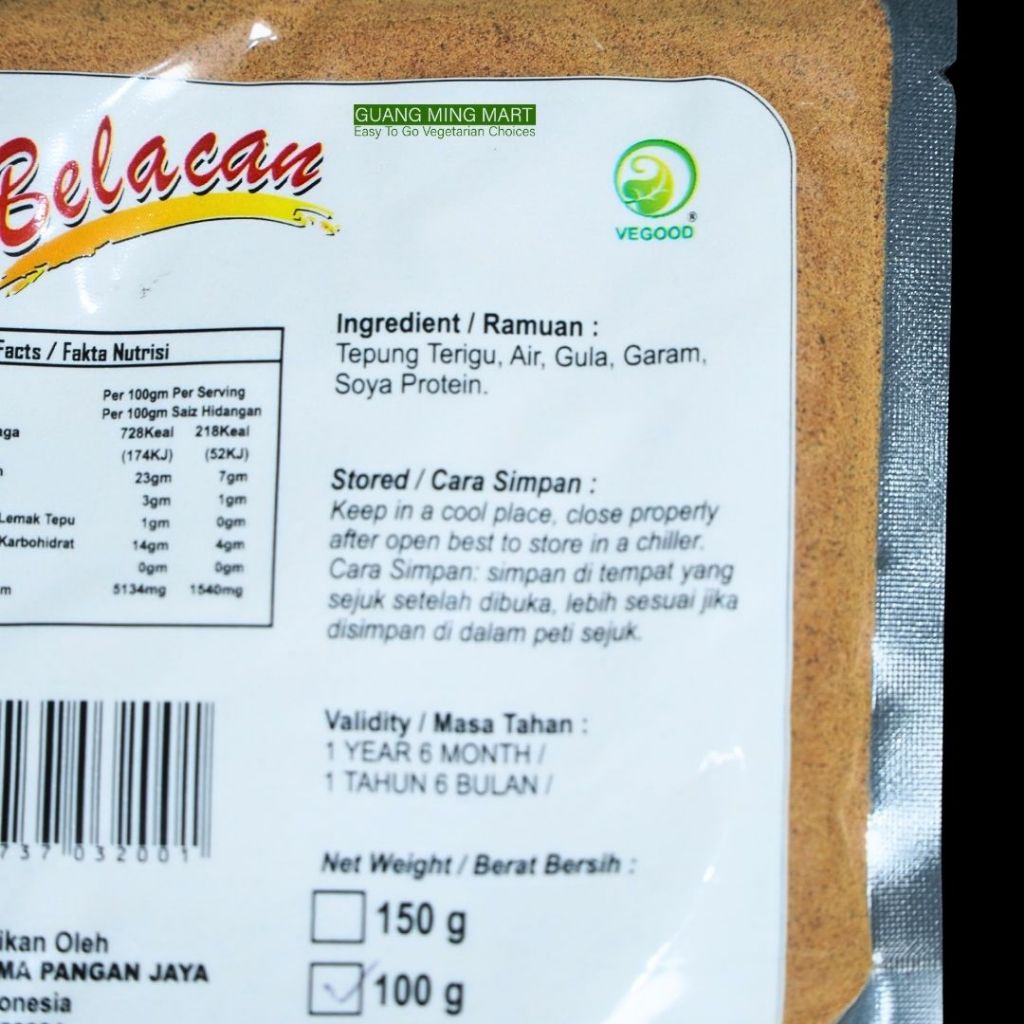 GUANG MING MART
Easy To Go Vegetarian Choices
Belacan
VEGOOD®
Facts / Fakta Nutrisi
Per 100gm Per Serving
Per 100gm Saiz Hidangan
aga 728Keal 218Keal
(174KJ) (52KJ)
23gm 7gm
3gm 1gm
Lemak Tepu 1gm 0gm
Karbohidrat 14gm 4gm
0gm 0gm
m 5134mg 1540mg
737 032001
ikan Oleh
MA PANGAN JAYA
onesia
Ingredient / Ramuan :
Tepung Terigu, Air, Gula, Garam,
Soya Protein.
Stored / Cara Simpan :
Keep in a cool place, close property
after open best to store in a chiller.
Cara Simpan: simpan di tempat yang
sejuk setelah dibuka, lebih sesuai jika
disimpan di dalam peti sejuk.
Validity / Masa Tahan :
1 YEAR 6 MONTH /
1 TAHUN 6 BULAN /
Net Weight / Berat Bersih :
150 g
100 g